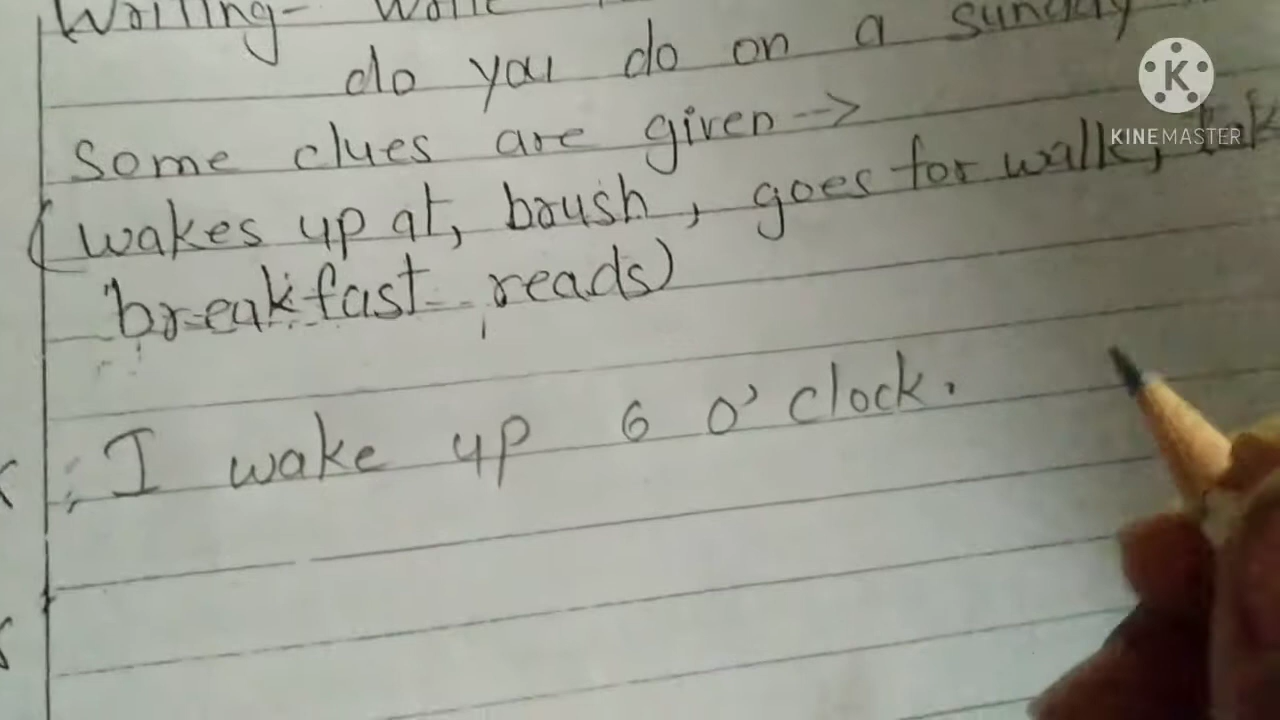 Writing-
do you do on a Sunday
Some clues are given -->
(wakes up at, brush, goes for walk,
breakfast, reads)
I wake up 6 O'clock.
KINEMASTER